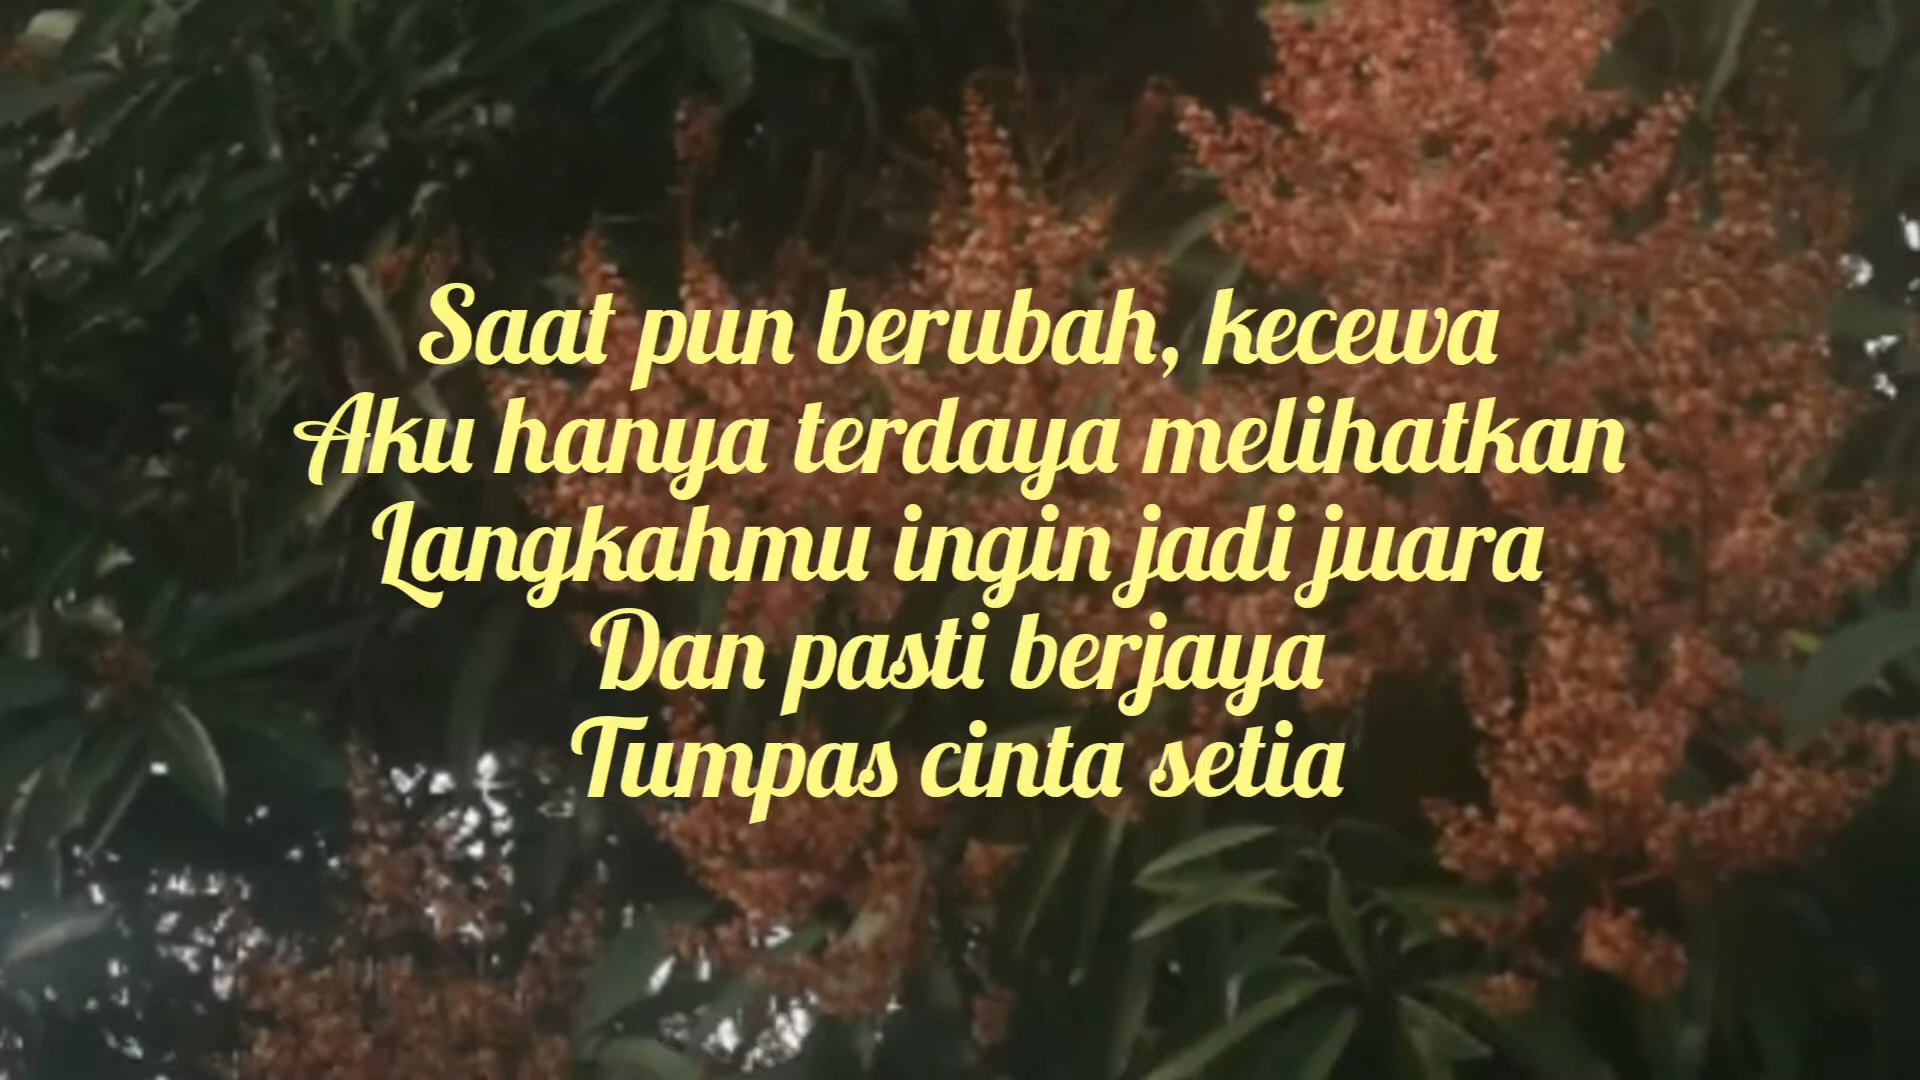 Saat pun berubah, kecewa
Aku hanya terdaya melihatkan
Langkahmu ingin jadi juara
Dan pasti berjaya
Tumpas cinta setia